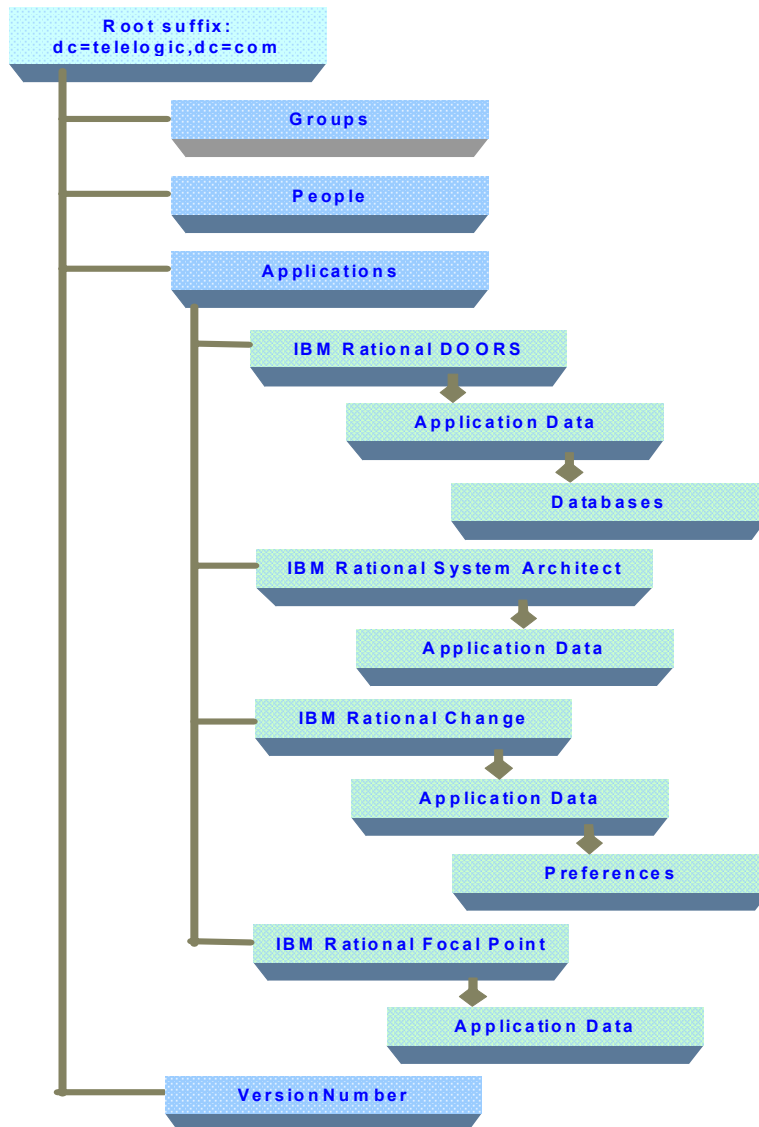 Root suffix:
dc=telelogic,dc=com
Groups
People
Applications
IBM Rational DOORS
Application Data
Databases
IBM Rational System Architect
Application Data
IBM Rational Change
Application Data
Preferences
IBM Rational Focal Point
Application Data
VersionNumber